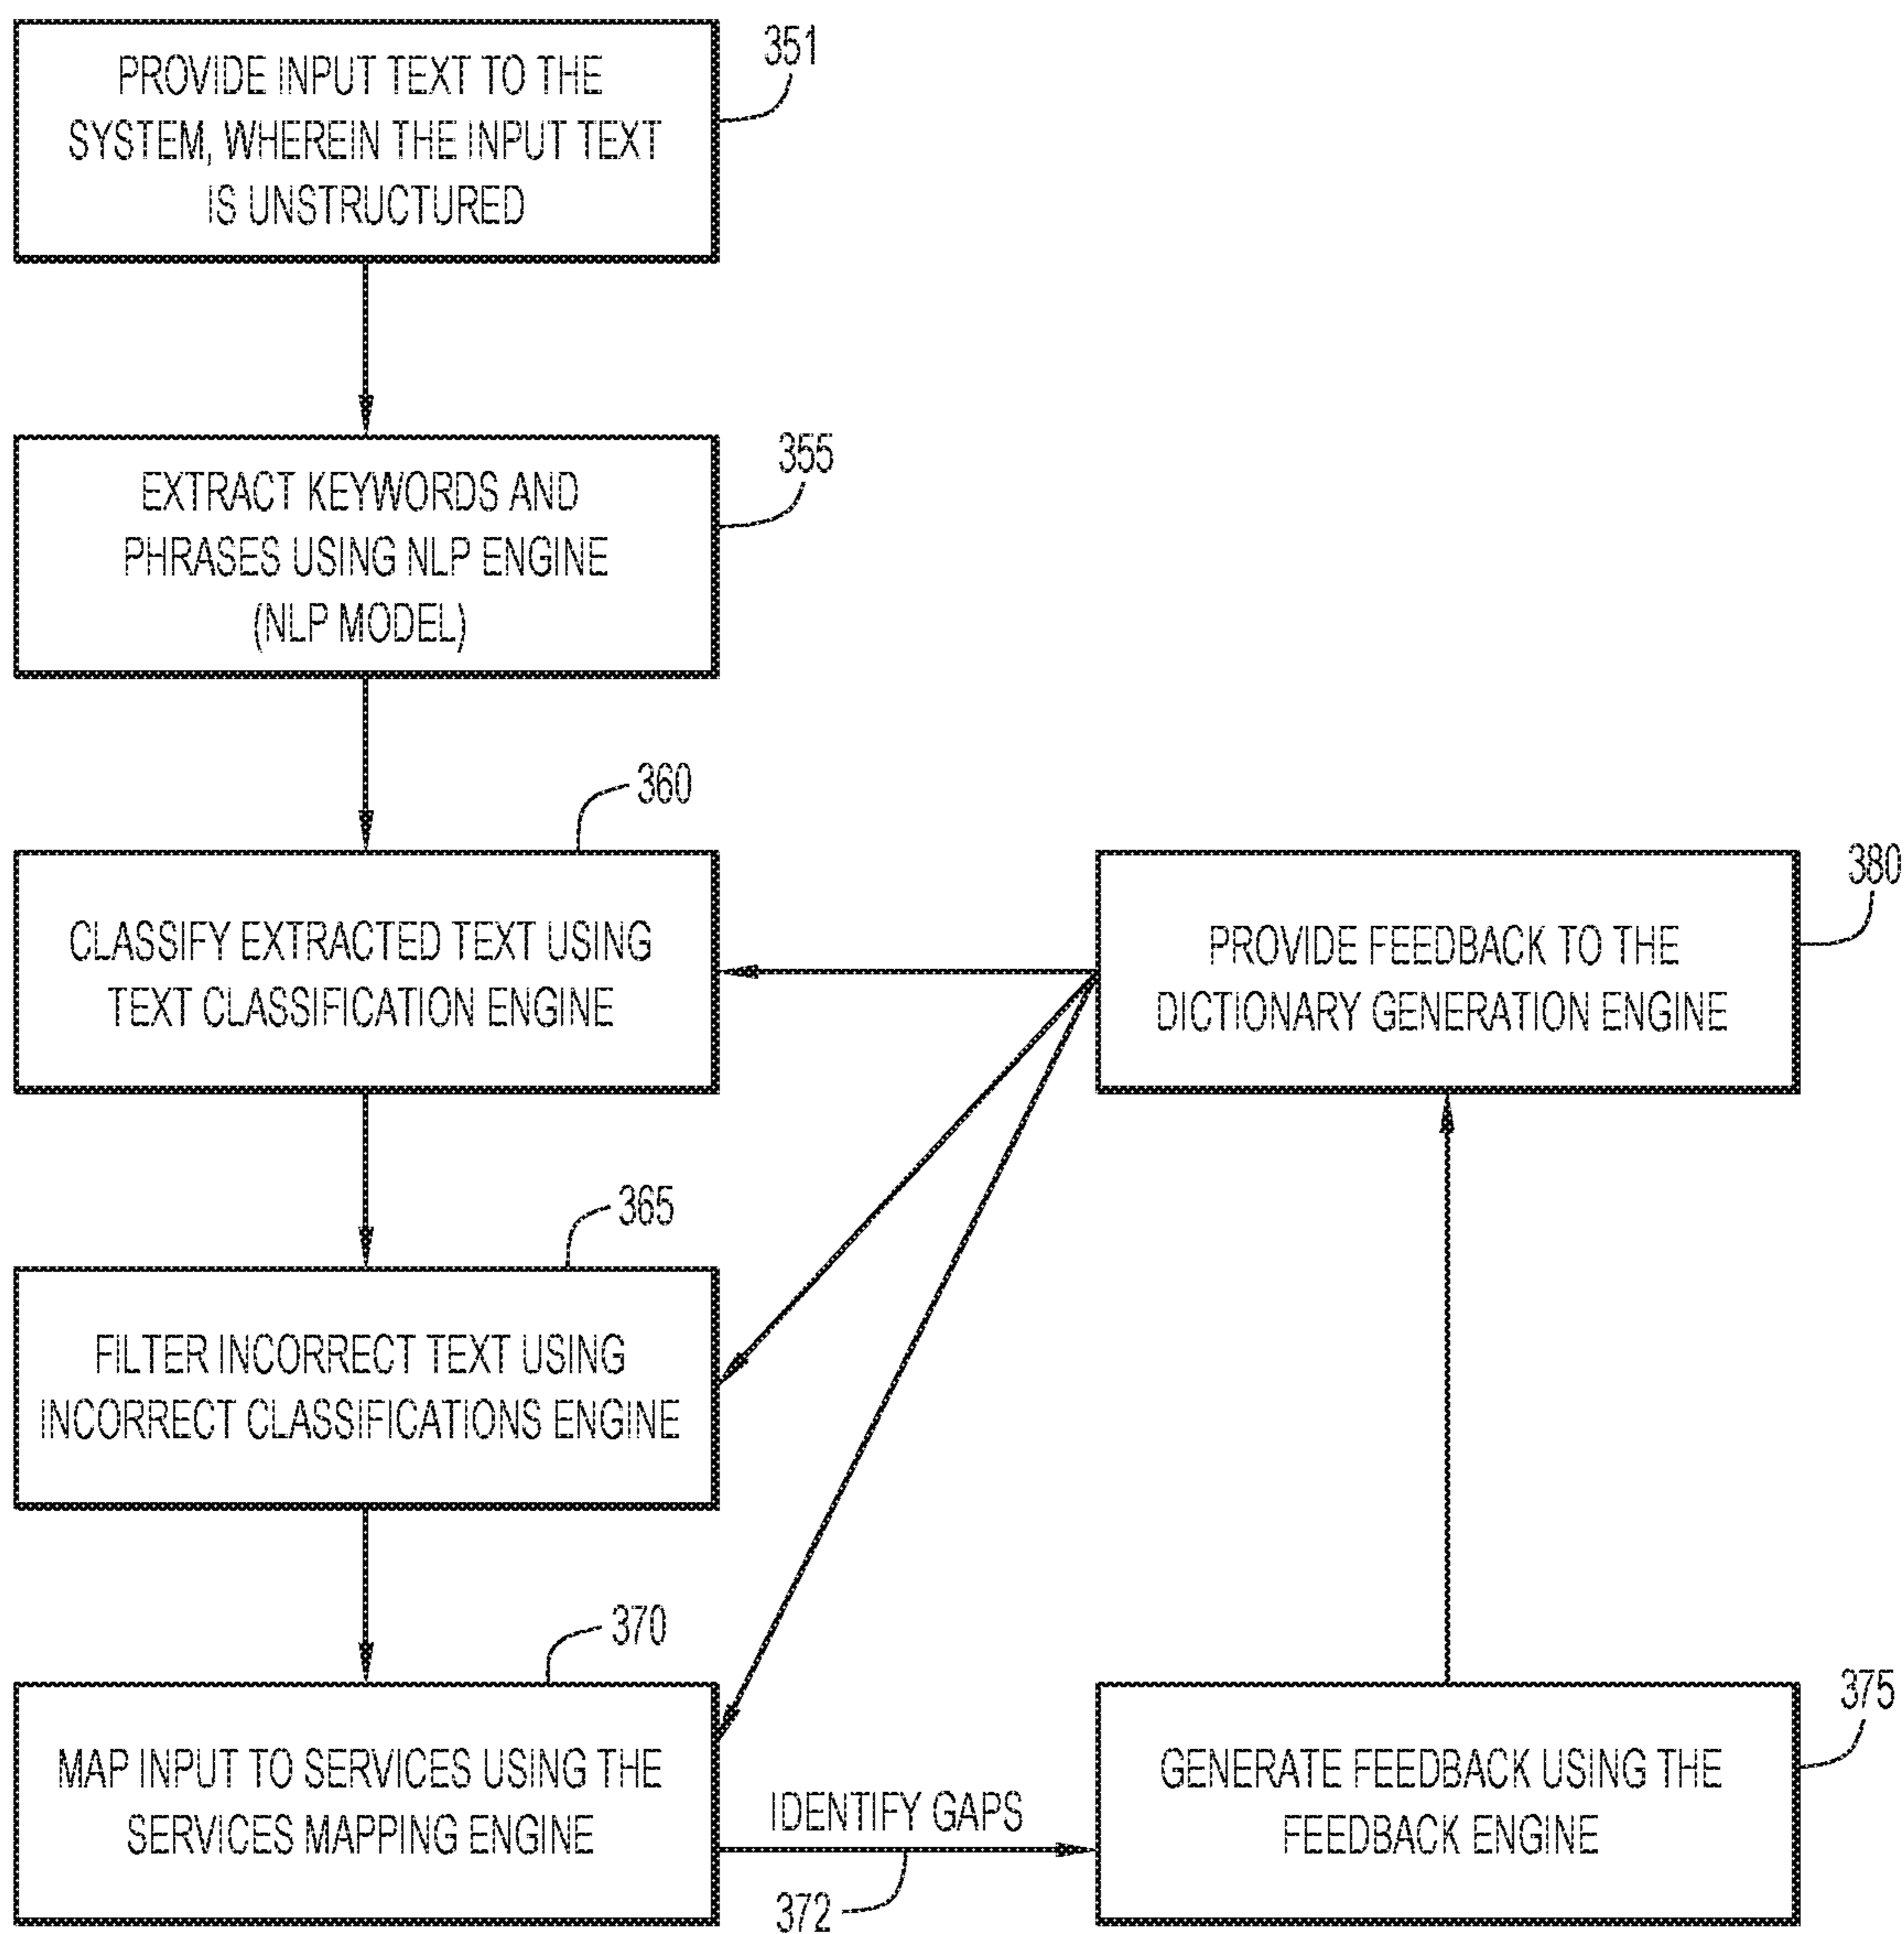 351
PROVIDE INPUT TEXT TO THE
SYSTEM, WHEREIN THE INPUT TEXT
IS UNSTRUCTURED
355
EXTRACT KEYWORDS AND
PHRASES USING NLP ENGINE
(NLP MODEL)
360
CLASSIFY EXTRACTED TEXT USING
TEXT CLASSIFICATION ENGINE
380
PROVIDE FEEDBACK TO THE
DICTIONARY GENERATION ENGINE
365
FILTER INCORRECT TEXT USING
INCORRECT CLASSIFICATIONS ENGINE
370
MAP INPUT TO SERVICES USING THE
SERVICES MAPPING ENGINE
IDENTIFY GAPS
372
375
GENERATE FEEDBACK USING THE
FEEDBACK ENGINE